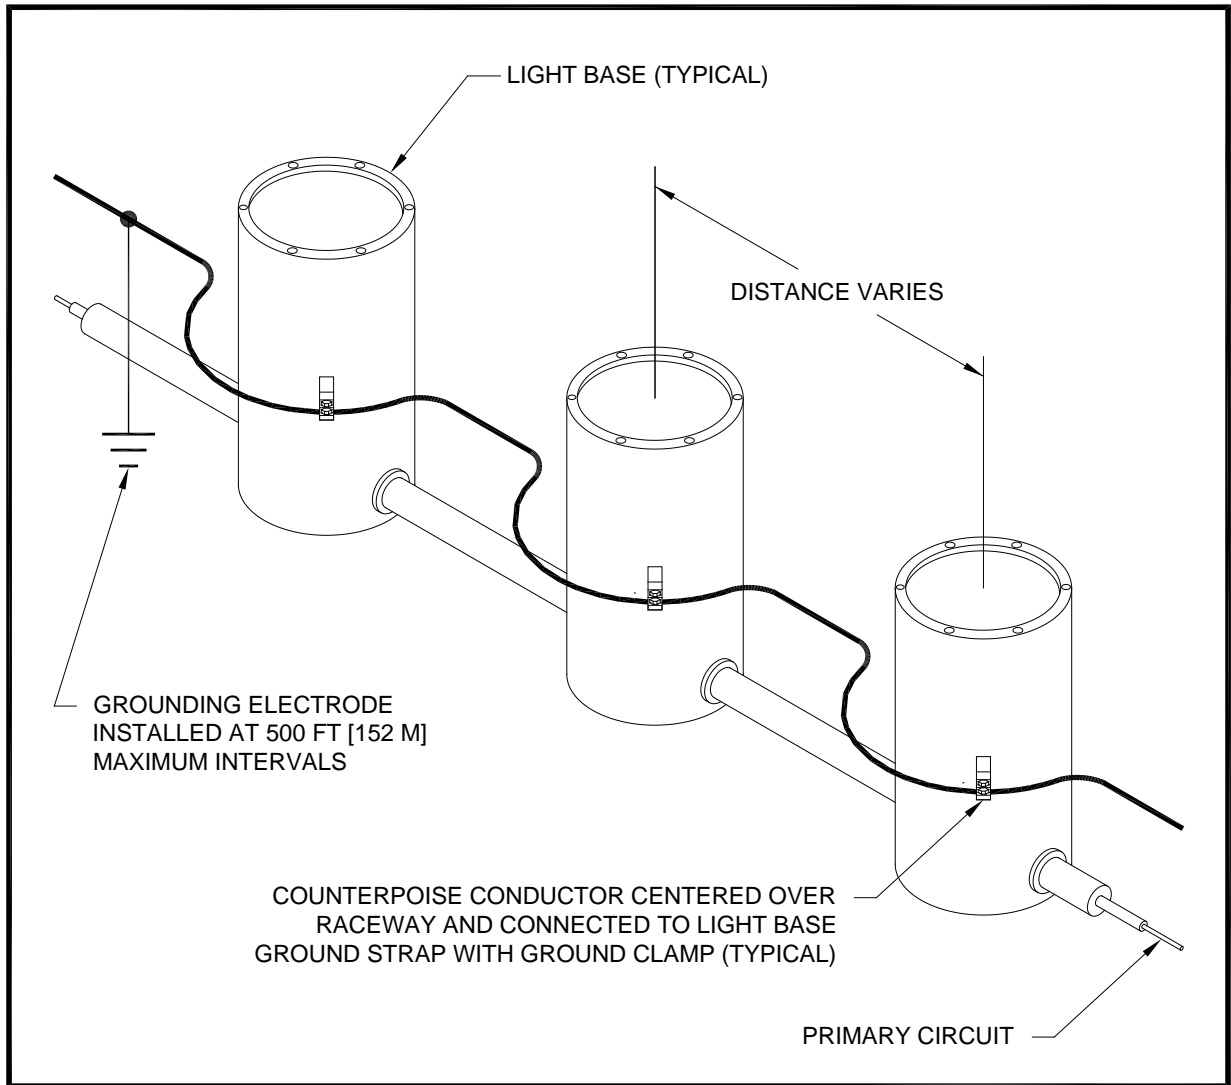 LIGHT BASE (TYPICAL)
DISTANCE VARIES
GROUNDING ELECTRODE
INSTALLED AT 500 FT [152 M]
MAXIMUM INTERVALS
COUNTERPOISE CONDUCTOR CENTERED OVER
RACEWAY AND CONNECTED TO LIGHT BASE
GROUND STRAP WITH GROUND CLAMP (TYPICAL)
PRIMARY CIRCUIT